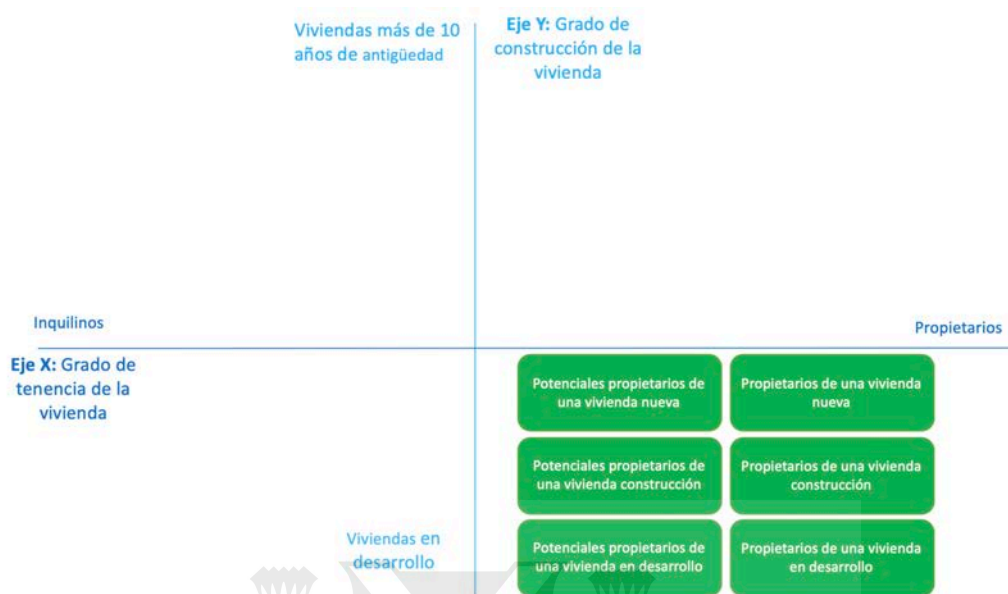 Viviendas más de 10
años de antigüedad
Eje Y: Grado de
construcción de la
vivienda
Inquilinos
Propietarios
Eje X: Grado de
tenencia de la
vivienda
Potenciales propietarios de
una vivienda nueva
Propietarios de una vivienda
nueva
Potenciales propietarios de
una vivienda construcción
Propietarios de una vivienda
construcción
Viviendas en
desarrollo
Potenciales propietarios de
una vivienda en desarrollo
Propietarios de una vivienda
en desarrollo